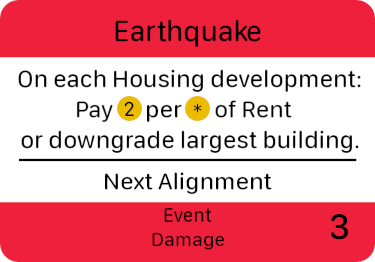 Earthquake
On each Housing development:
Pay 2 per * of Rent
or downgrade largest building.
Next Alignment
Event
Damage
3